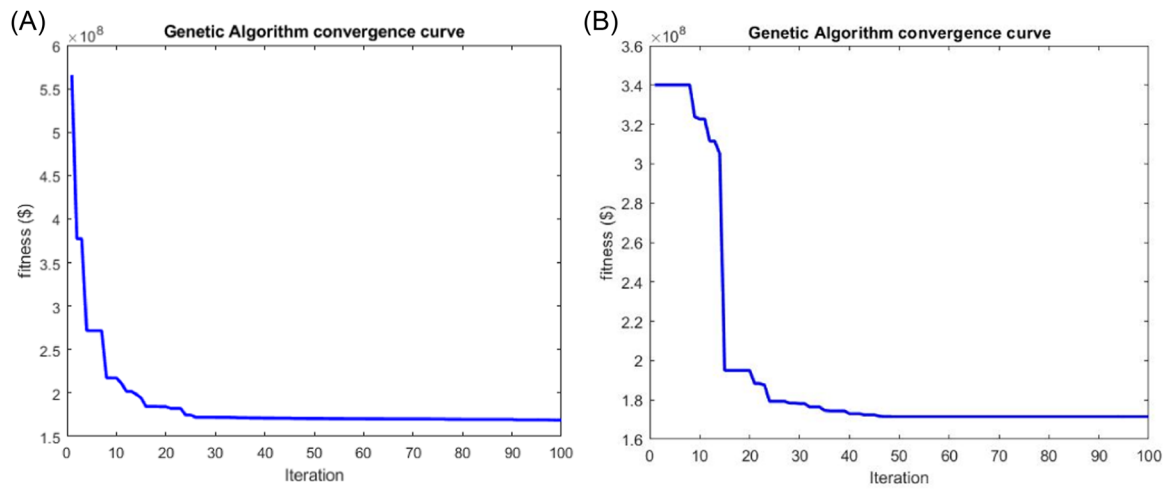 (A)
Genetic Algorithm convergence curve
×10⁸
6
5.5
5
4.5
4
3.5
3
2.5
2
1.5
fitness ($)
0 10 20 30 40 50 60 70 80 90 100
Iteration
(B)
Genetic Algorithm convergence curve
×10⁸
3.6
3.4
3.2
3
2.8
2.6
2.4
2.2
2
1.8
1.6
fitness ($)
0 10 20 30 40 50 60 70 80 90 100
Iteration